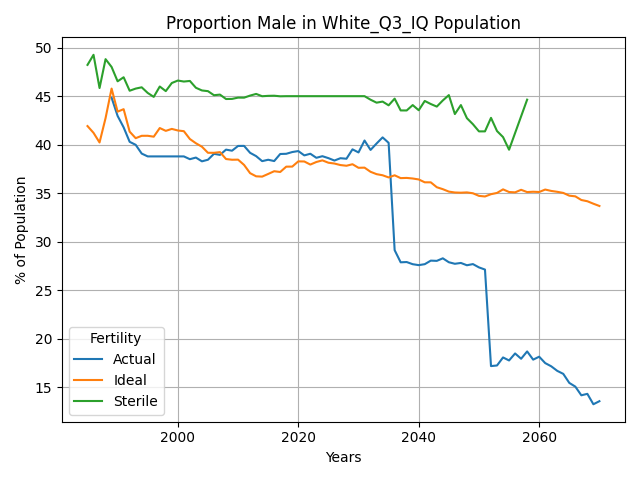 Proportion Male in White_Q3_IQ Population
% of Population
50
45
40
35
30
25
20
15
Fertility
Actual
Ideal
Sterile
2000 2020 2040 2060
Years